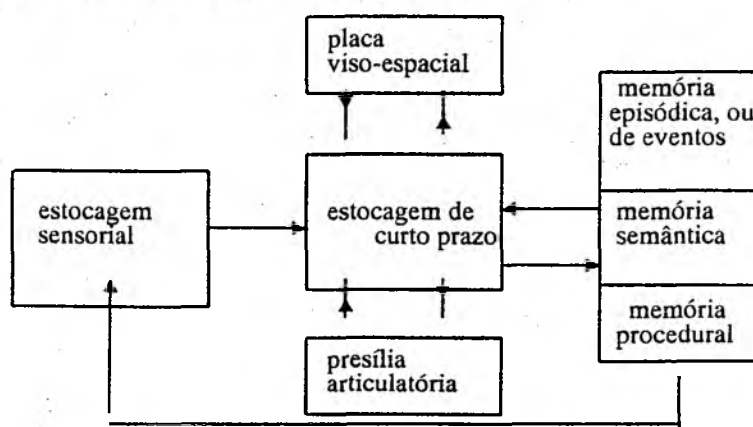 placa
viso-espacial
estocagem
sensorial
estocagem de
curto prazo
presília
articulatória
memória
episódica, ou
de eventos
memória
semântica
memória
procedural